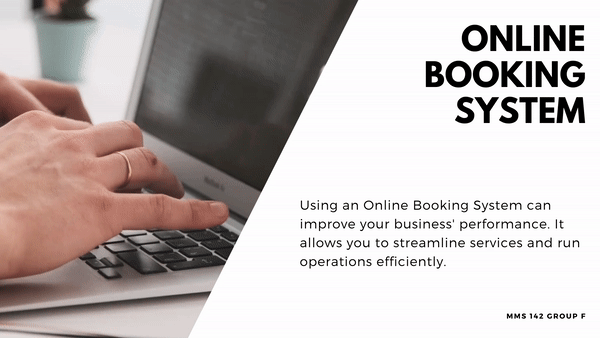 ONLINE
BOOKING
SYSTEM
Using an Online Booking System can
improve your business' performance. It
allows you to streamline services and run
operations efficiently.
MMS 142 GROUP F